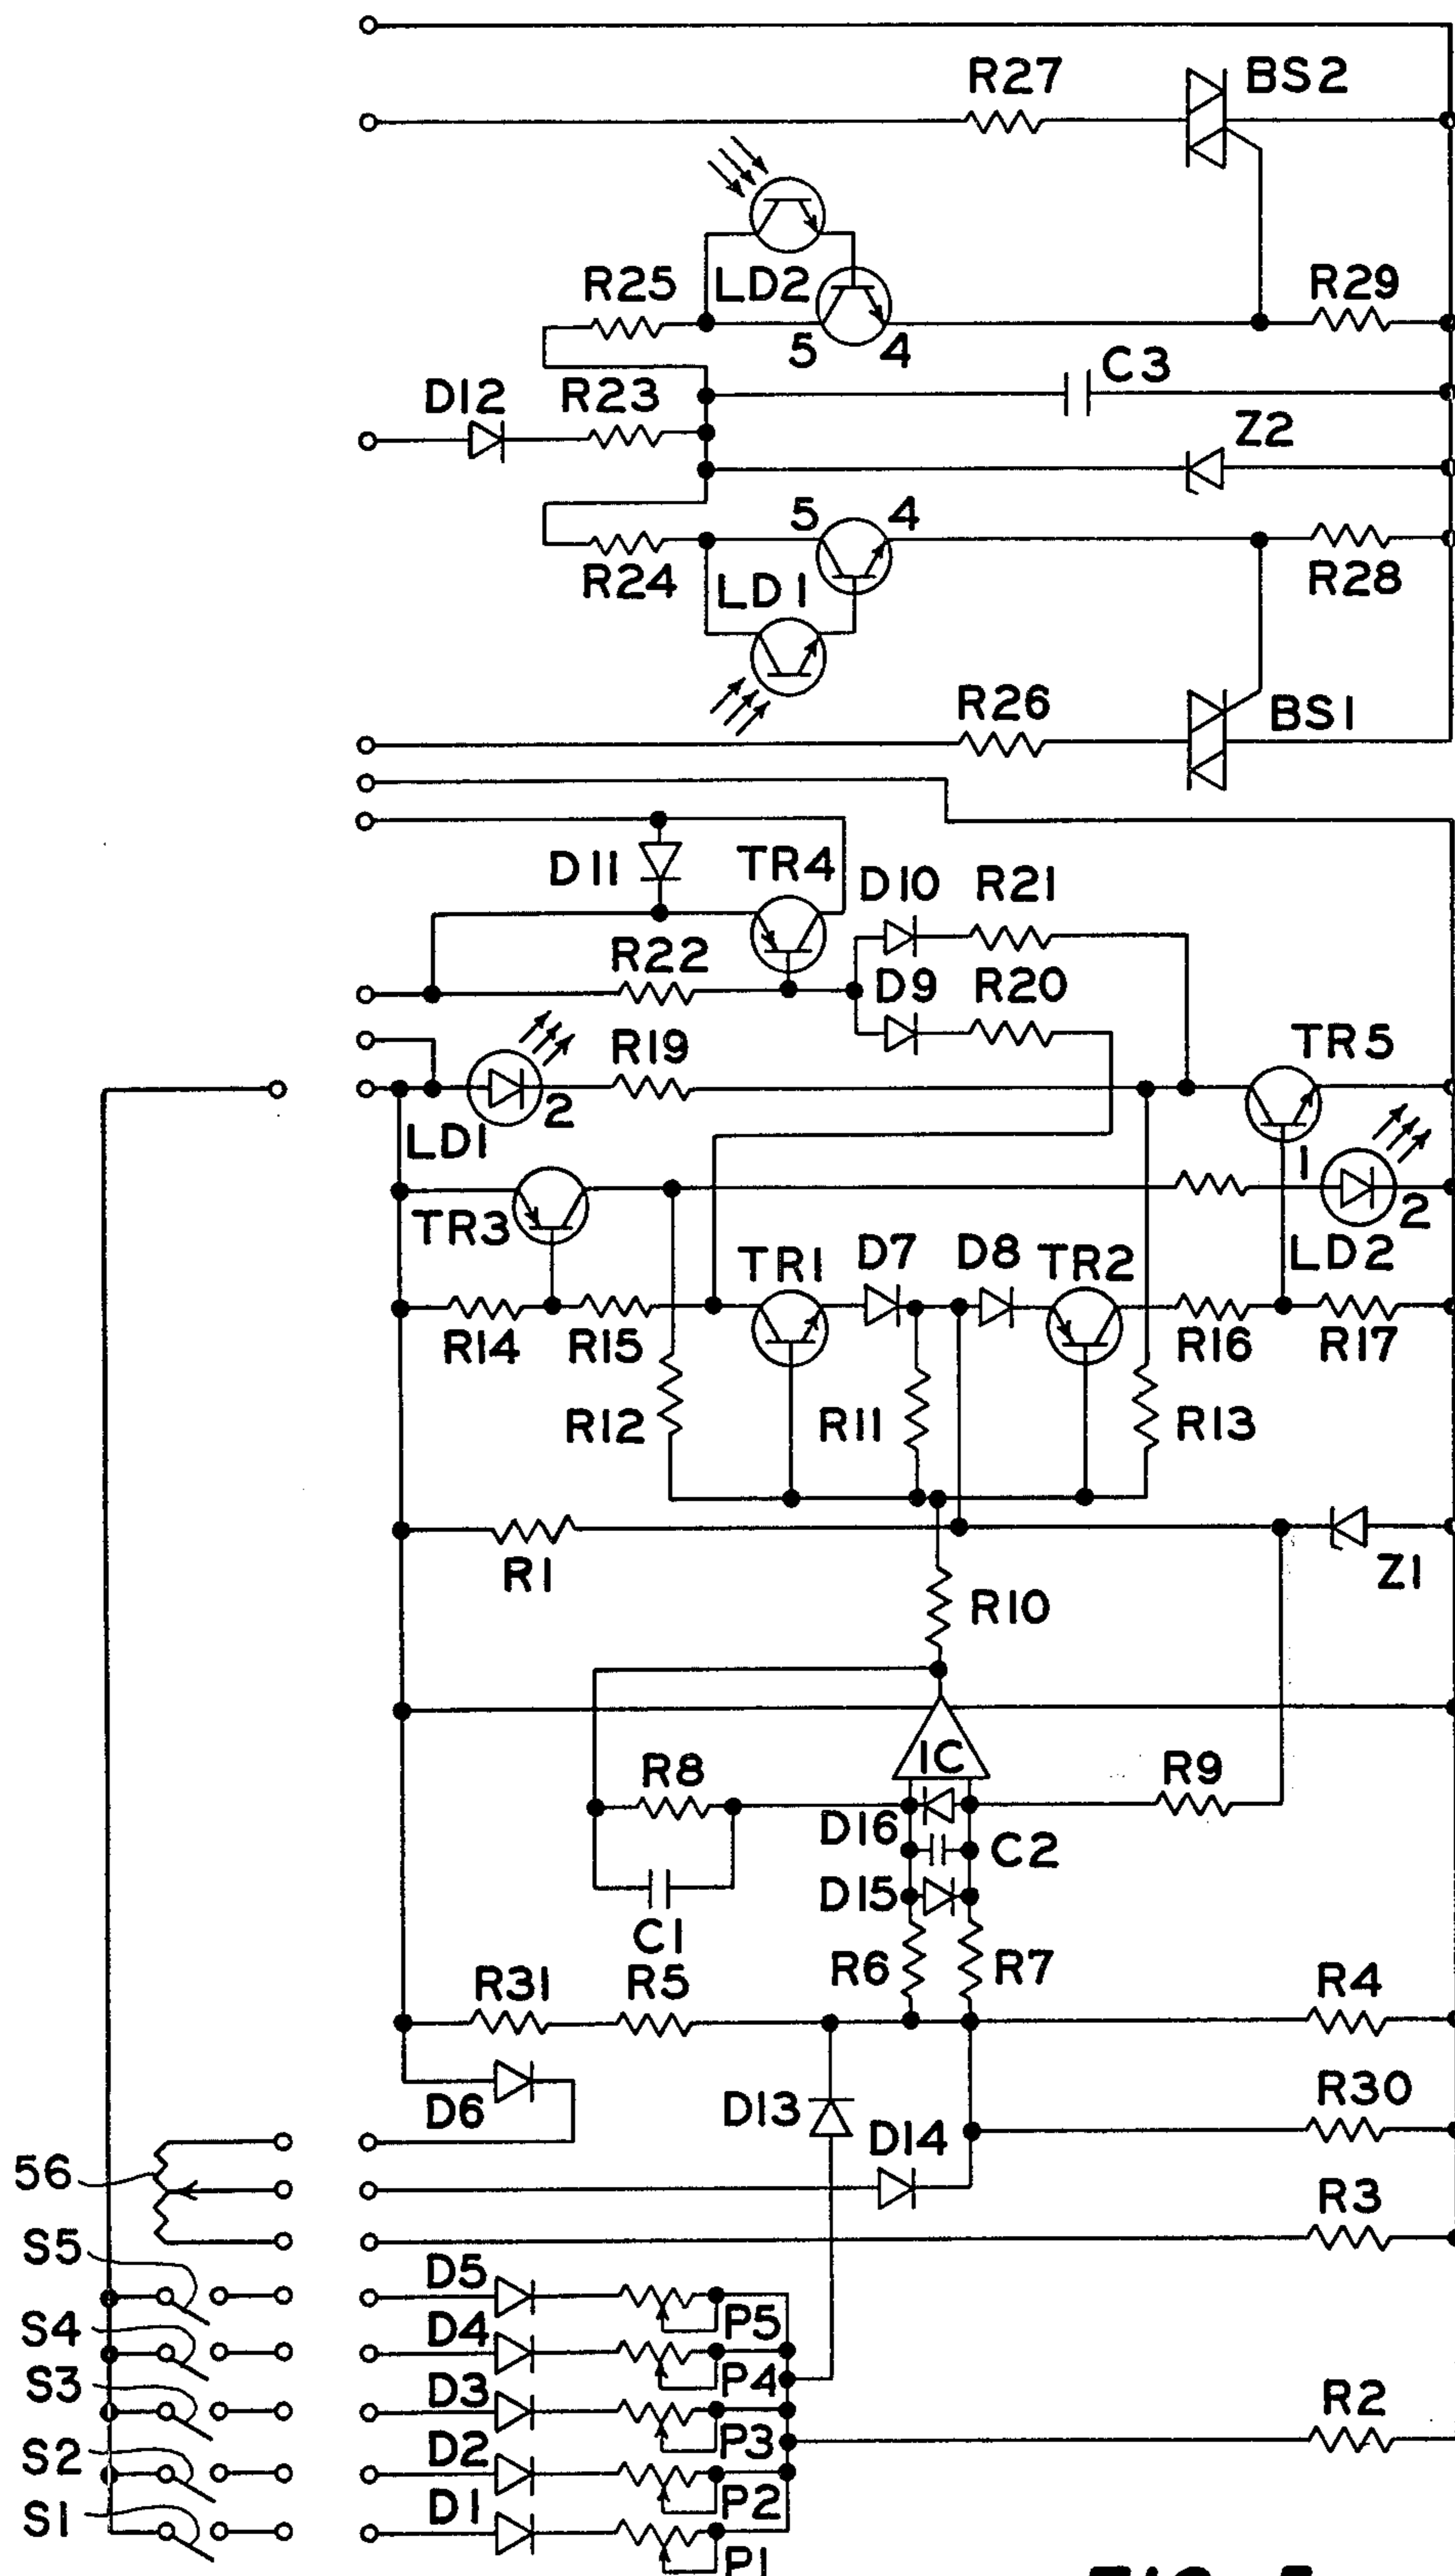 R27 BS2
R25 LD2 R29
5 4
D12 R23 C3
Z2
5 4
R24 LD1 R28
R26 BS1
D11 TR4 D10 R21
R22 D9 R20
R19 TR5
2
LD1
1
TR3 2
D7 D8 LD2
TR1 TR2
R14 R15 R16 R17
R12 R11 R13
R1 Z1
R10
IC
R8 R9
D16 C2
D15
C1
R6 R7
R31 R5 R4
D6 D13 R30
D14
56 R3
S5 D5 P5
S4 D4 P4
S3 D3 P3 R2
S2 D2 P2
S1 D1 P1